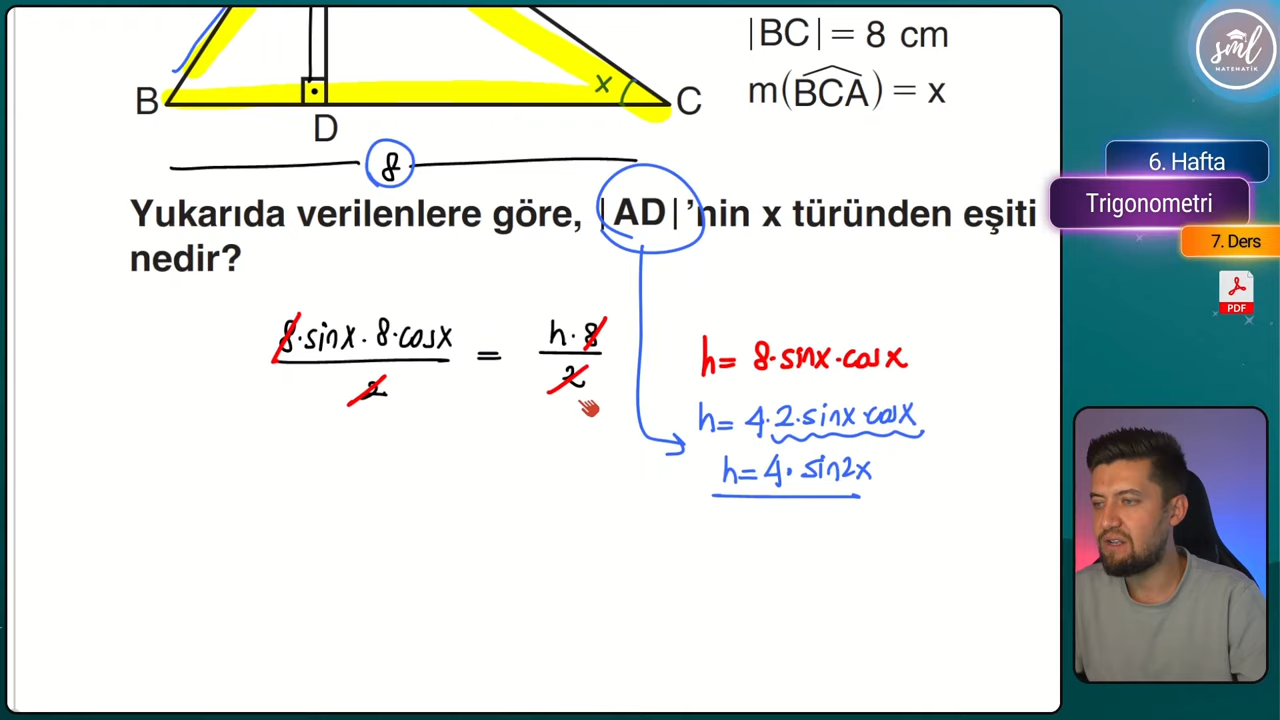 |BC| = 8 cm
m(BCA) = x
B
x
C
D
8
Yukarıda verilenlere göre, |AD|'nin x türünden eşiti
nedir?
8·sinx·8·cosx
2
=
h·8
2
h= 8·sinx·cosx
h= 4·2·sinx cosx
h=4·sin2x
sml
MATEMATİK
6. Hafta
Trigonometri
7. Ders
PDF